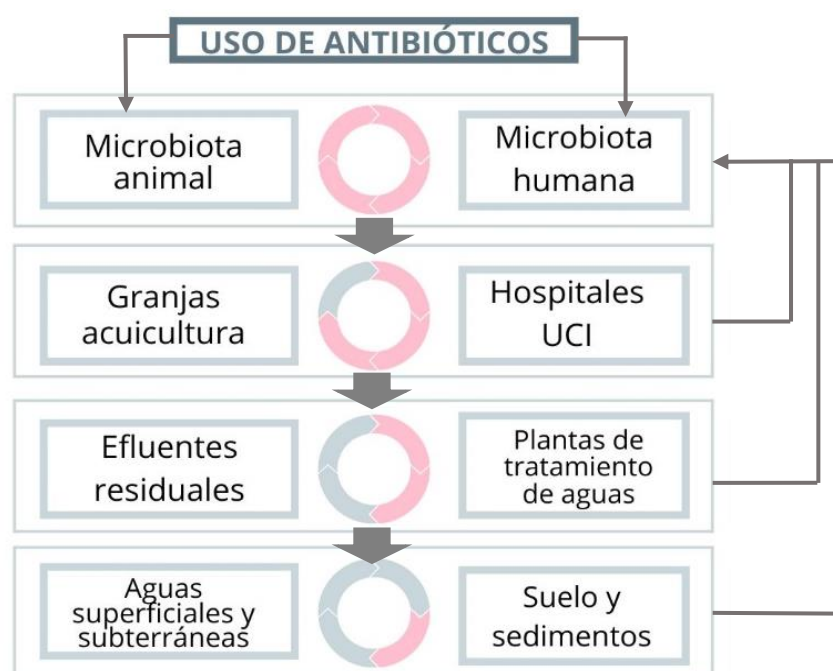 USO DE ANTIBIÓTICOS
Microbiota
animal
Microbiota
humana
Granjas
acuicultura
Hospitales
UCI
Efluentes
residuales
Plantas de
tratamiento
de aguas
Aguas
superficiales y
subterráneas
Suelo y
sedimentos